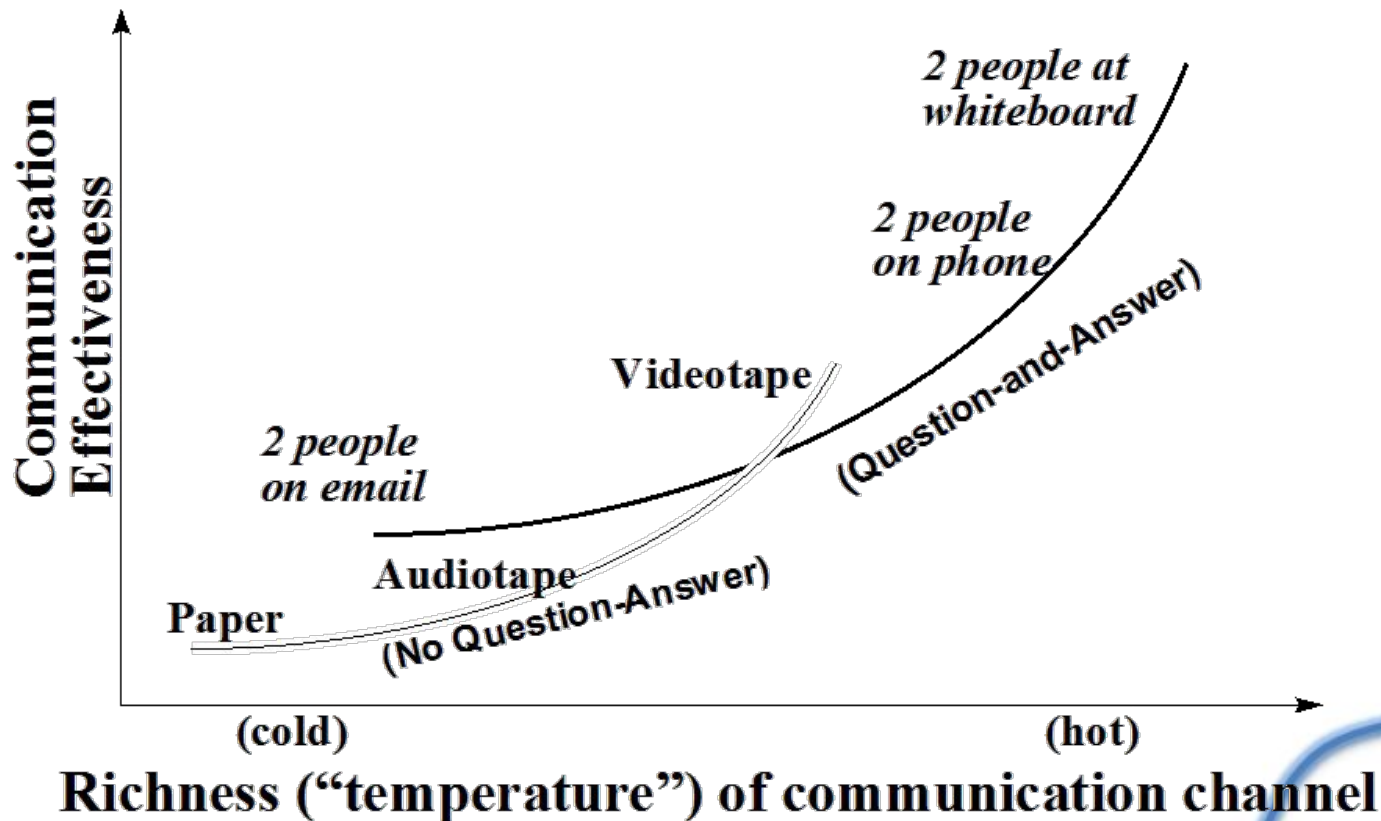 Communication
Effectiveness
2 people at
whiteboard
2 people
on phone
(Question-and-Answer)
Videotape
2 people
on email
Audiotape
(No Question-Answer)
Paper
(cold)
(hot)
Richness (“temperature”) of communication channel